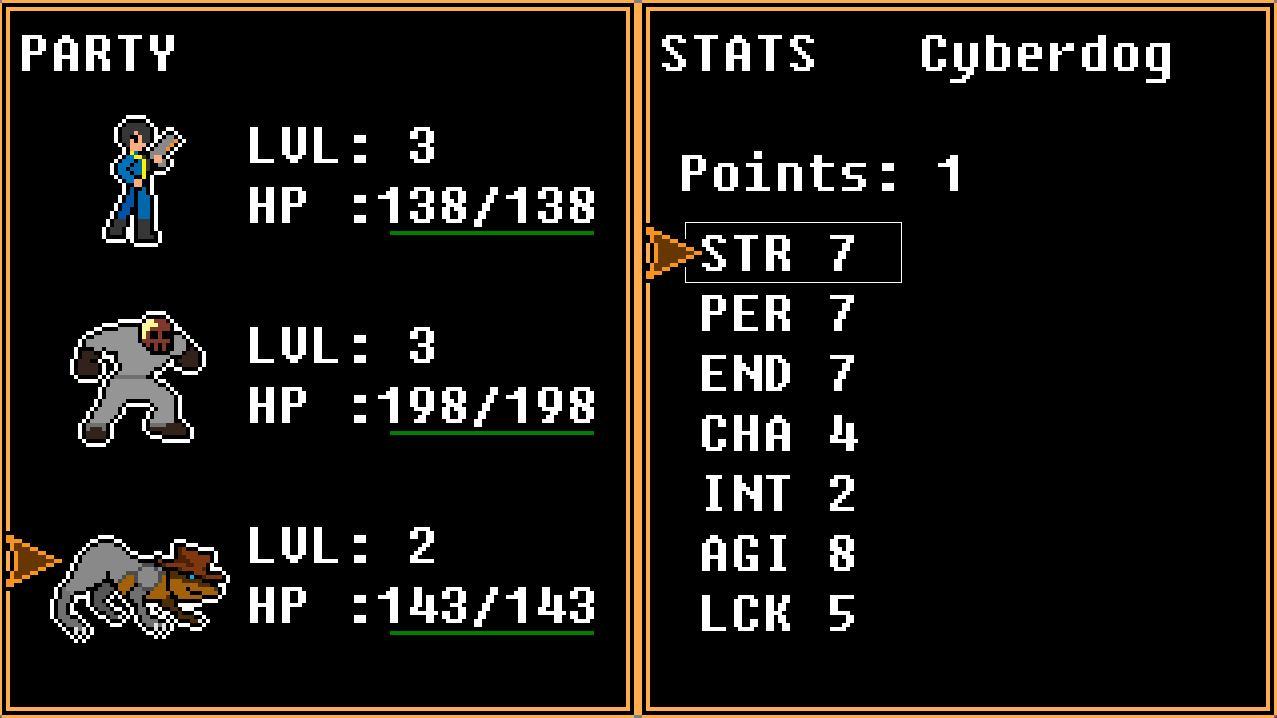 PARTY
LVL: 3
HP :138/138
LVL: 3
HP :198/198
LVL: 2
HP :143/143
STATS Cyberdog
Points: 1
STR 7
PER 7
END 7
CHA 4
INT 2
AGI 8
LCK 5